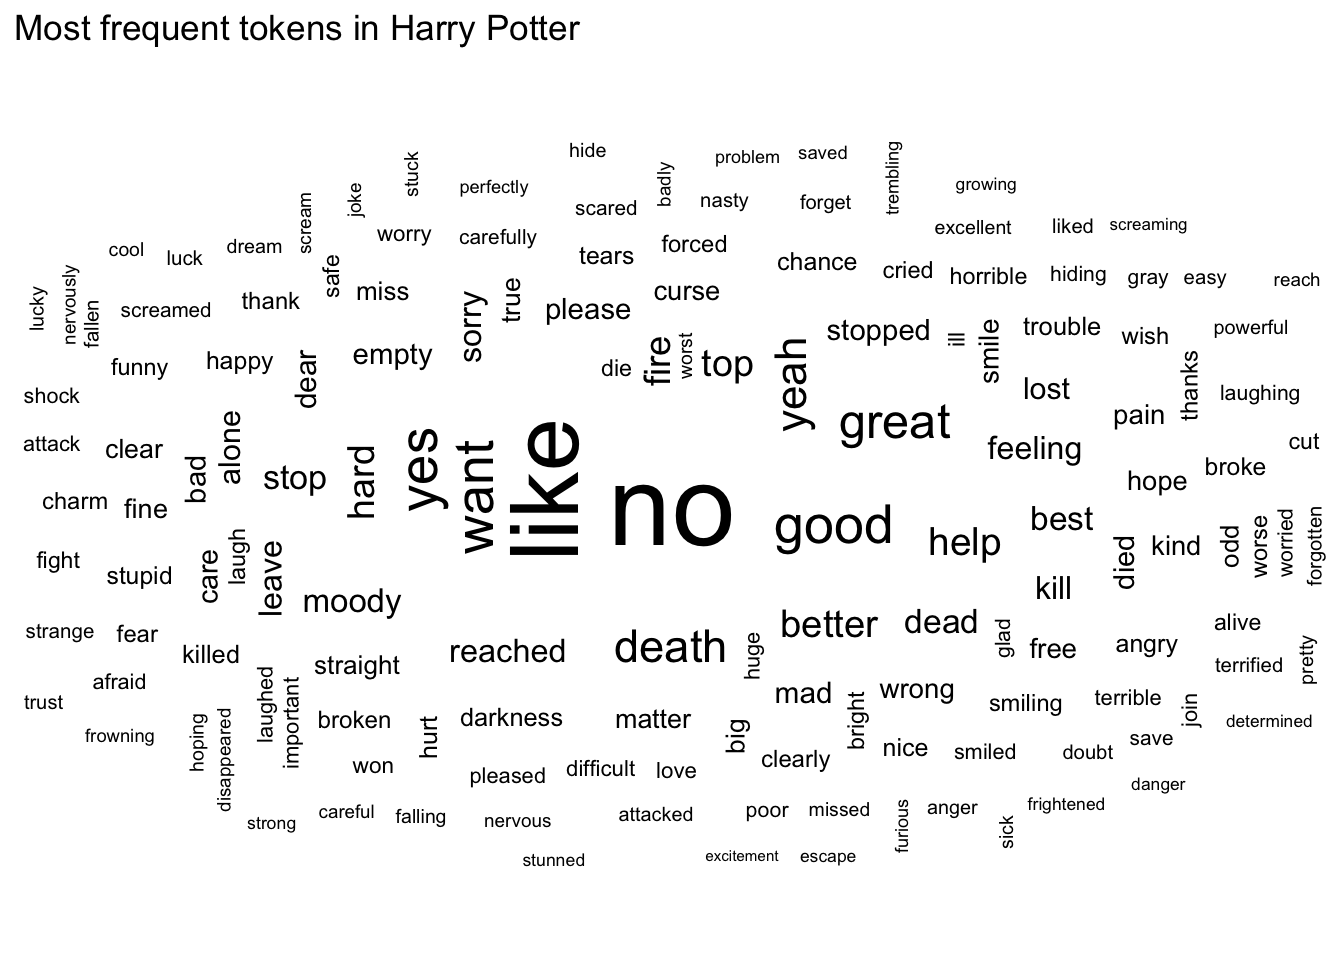 Most frequent tokens in Harry Potter
hide
problem
saved
trembling
stuck
badly
perfectly
growing
joke
scream
scared
nasty
forget
worry
carefully
forced
excellent
liked
screaming
cool
luck
dream
safe
tears
chance
cried
horrible
hiding
gray
easy
reach
lucky
nervously
fallen
screamed
thank
miss
sorry
true
please
curse
stopped
ill
smile
trouble
wish
powerful
funny
happy
dear
empty
die
fire
worst
top
yeah
lost
thanks
laughing
shock
great
pain
attack
clear
bad
alone
stop
hard
yes
want
like
feeling
cut
broke
hope
charm
fine
no
good
help
best
died
kind
odd
worse
worried
forgotten
fight
stupid
care
laugh
leave
moody
kill
strange
fear
killed
straight
reached
death
huge
better
dead
glad
free
angry
alive
terrified
pretty
trust
afraid
laughed
important
broken
hurt
darkness
matter
big
mad
bright
wrong
smiling
terrible
join
determined
frowning
hoping
disappeared
won
pleased
difficult
love
clearly
nice
smiled
doubt
save
danger
strong
careful
falling
nervous
attacked
poor
missed
furious
anger
sick
frightened
stunned
excitement
escape